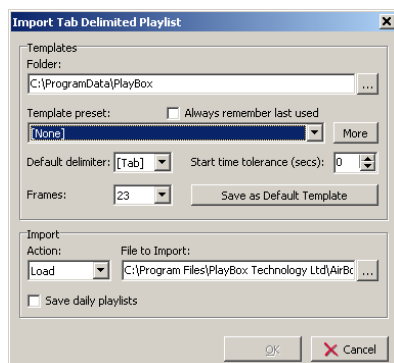 Import Tab Delimited Playlist
Templates
Folder:
C:\ProgramData\PlayBox
...
Template preset: Always remember last used
[None] More
Default delimiter: [Tab] Start time tolerance (secs): 0
Frames: 23 Save as Default Template
Import
Action: File to Import:
Load C:\Program Files\PlayBox Technology Ltd\AirBo ...
Save daily playlists
OK Cancel